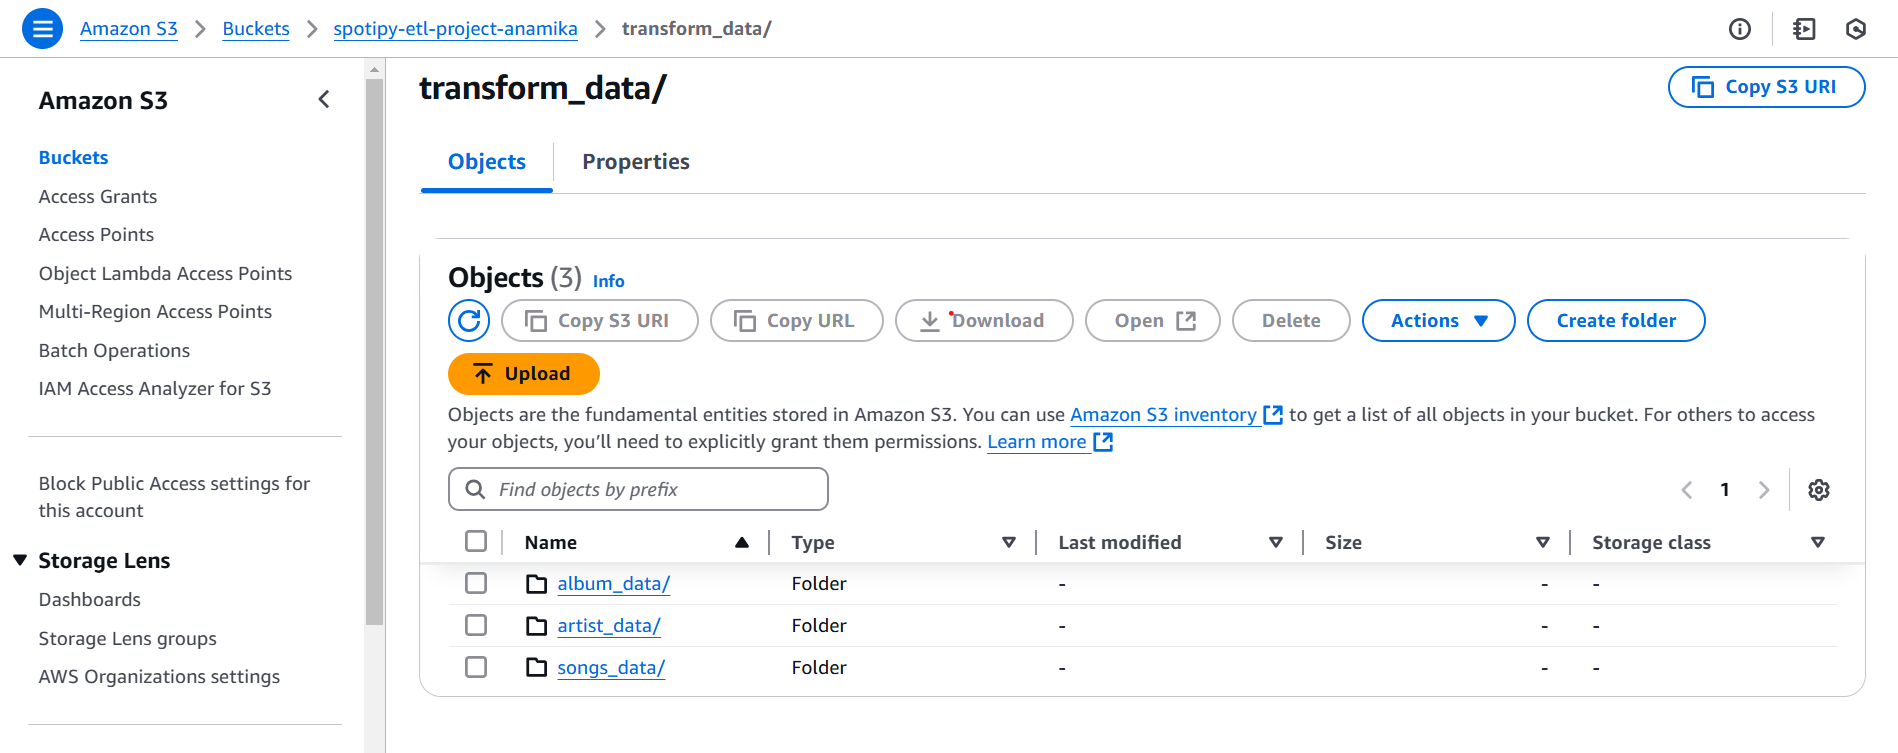 Amazon S3 > Buckets > spotipy-etl-project-anamika > transform_data/
Amazon S3
Buckets
Access Grants
Access Points
Object Lambda Access Points
Multi-Region Access Points
Batch Operations
IAM Access Analyzer for S3
Block Public Access settings for
this account
Storage Lens
Dashboards
Storage Lens groups
AWS Organizations settings
transform_data/
Copy S3 URI
Objects Properties
Objects (3) Info
Copy S3 URI Copy URL Download Open Delete Actions Create folder
Upload
Objects are the fundamental entities stored in Amazon S3. You can use Amazon S3 inventory to get a list of all objects in your bucket. For others to access
your objects, you’ll need to explicitly grant them permissions. Learn more
Find objects by prefix
1
Name Type Last modified Size Storage class
album_data/ Folder - - -
artist_data/ Folder - - -
songs_data/ Folder - - -